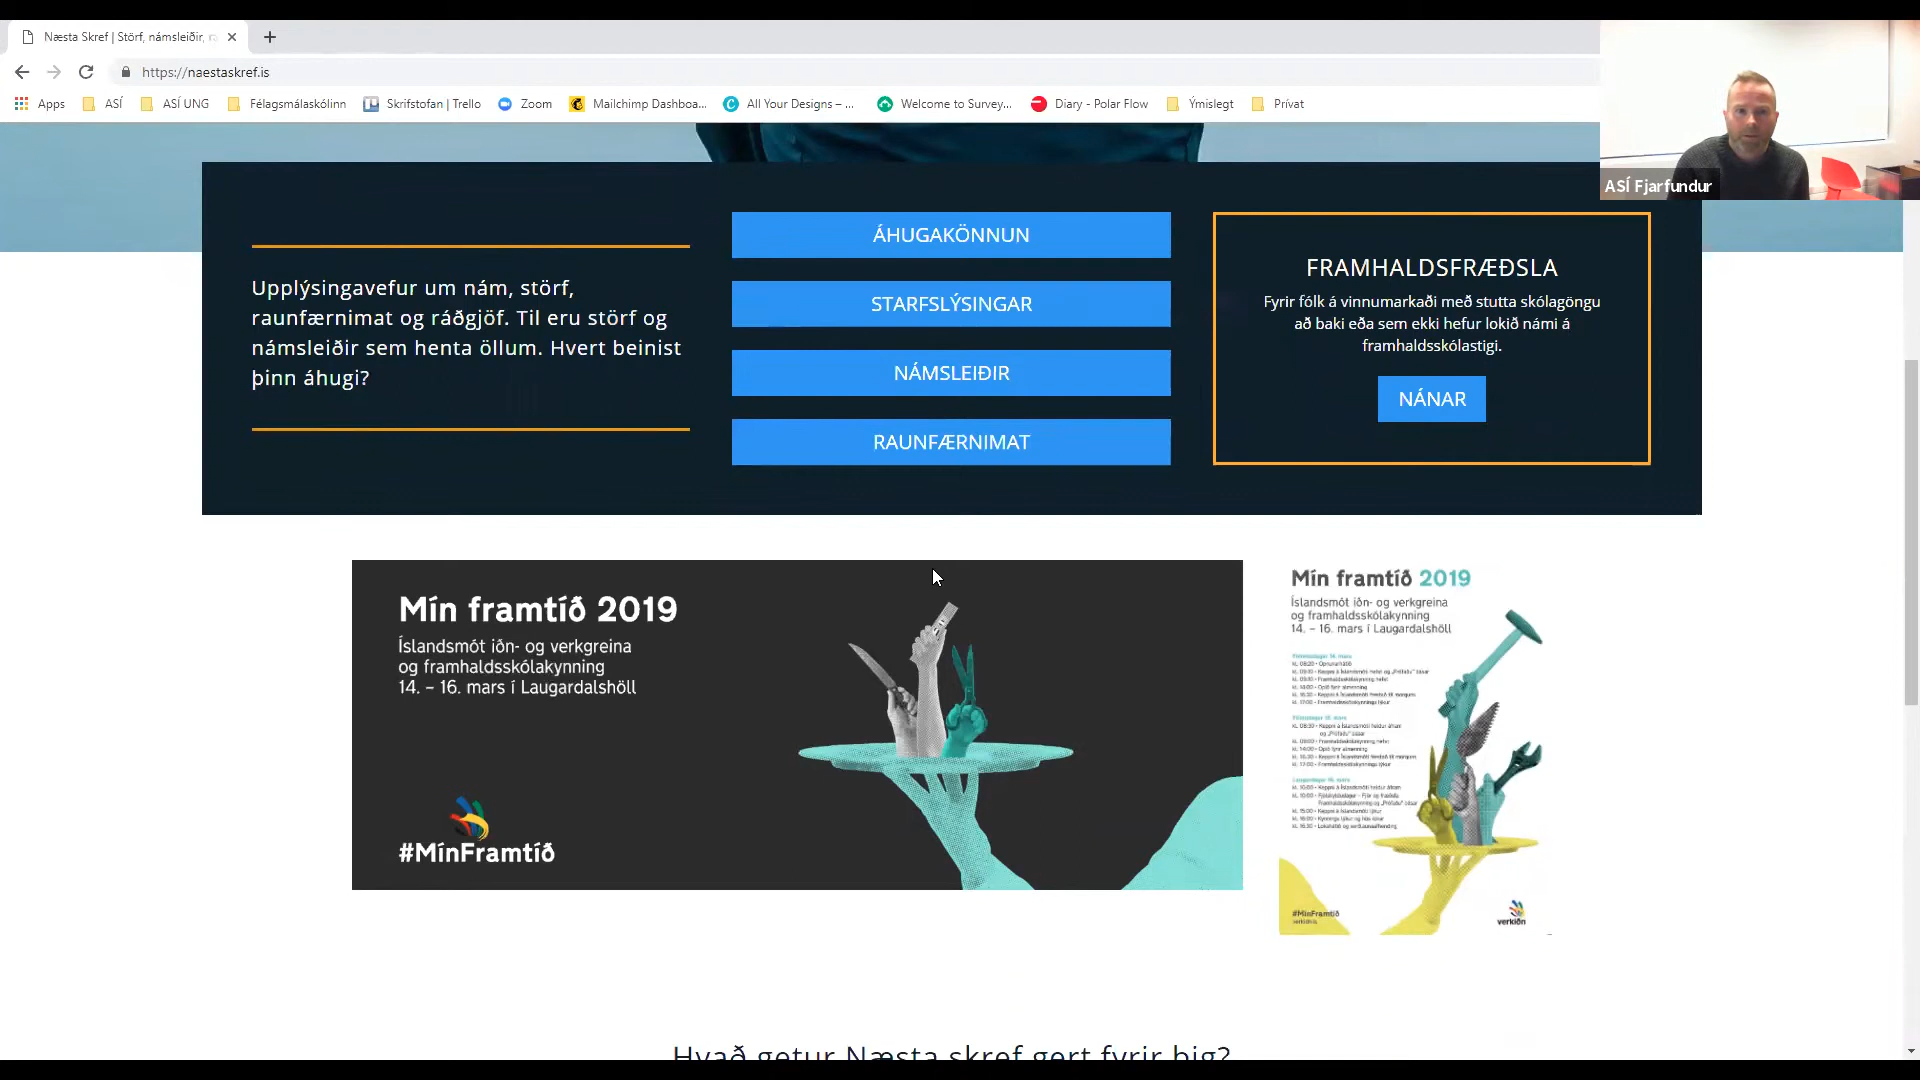 Næsta Skref | Störf, námsleiðir,
https://naestaskref.is
Apps
ASÍ
ASÍ UNG
Félagsmálaskólinn
Skrifstofan | Trello
Zoom
Mailchimp Dashboa...
All Your Designs – ...
Welcome to Survey...
Diary - Polar Flow
Ýmislegt
Prívat
ASÍ Fjarfundur
Upplýsingavefur um nám, störf,
raunfærnimat og ráðgjöf. Til eru störf og
námsleiðir sem henta öllum. Hvert beinist
þinn áhugi?
ÁHUGAKÖNNUN
STARFSLÝSINGAR
NÁMSLEIÐIR
RAUNFÆRNIMAT
FRAMHALDSFRÆÐSLA
Fyrir fólk á vinnumarkaði með stutta skólagöngu
að baki eða sem ekki hefur lokið námi á
framhaldsskólastigi.
NÁNAR
Mín framtíð 2019
Íslandsmót iðn- og verkgreina
og framhaldsskólakynning
14. – 16. mars í Laugardalshöll
#MínFramtíð
Mín framtíð 2019
Íslandsmót iðn- og verkgreina
og framhaldsskólakynning
14. – 16. mars í Laugardalshöll
#MínFramtíð
verkiðn
Hvað getur Næsta skref gert fyrir þig?